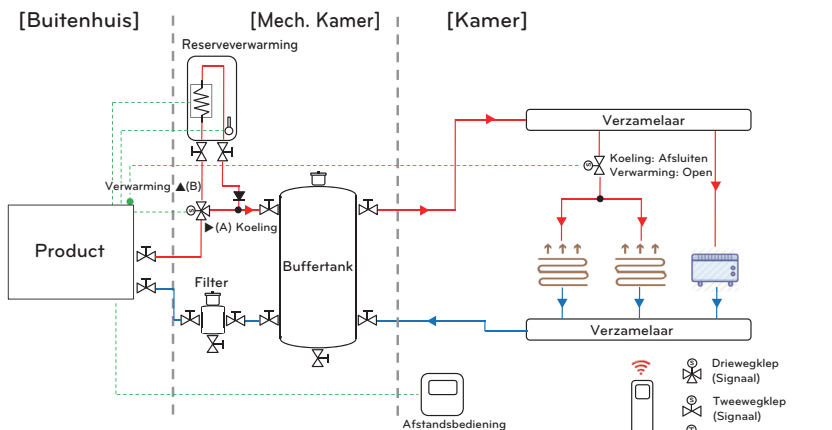 [Buitenhuis]
[Mech. Kamer]
[Kamer]
Reserveverwarming
Verzamelaar
Koeling: Afsluiten
Verwarming: Open
Verwarming ▲(B)
S
S
▶(A) Koeling
Product
Buffertank
Filter
Verzamelaar
S
Driewegklep
(Signaal)
S
Tweewegklep
(Signaal)
Afstandsbediening